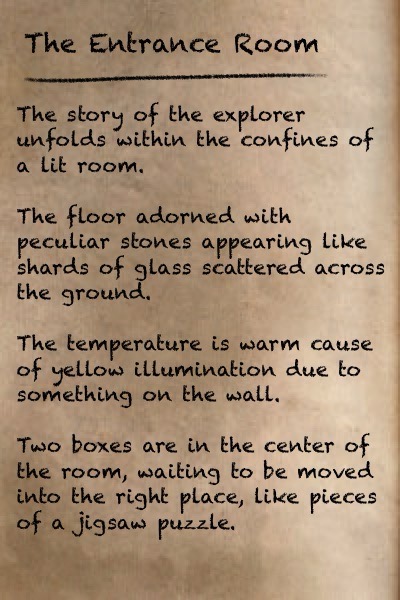 The Entrance Room
The story of the explorer
unfolds within the confines of
a lit room.
The floor adorned with
peculiar stones appearing like
shards of glass scattered across
the ground.
The temperature is warm cause
of yellow illumination due to
something on the wall.
Two boxes are in the center of
the room, waiting to be moved
into the right place, like pieces
of a jigsaw puzzle.